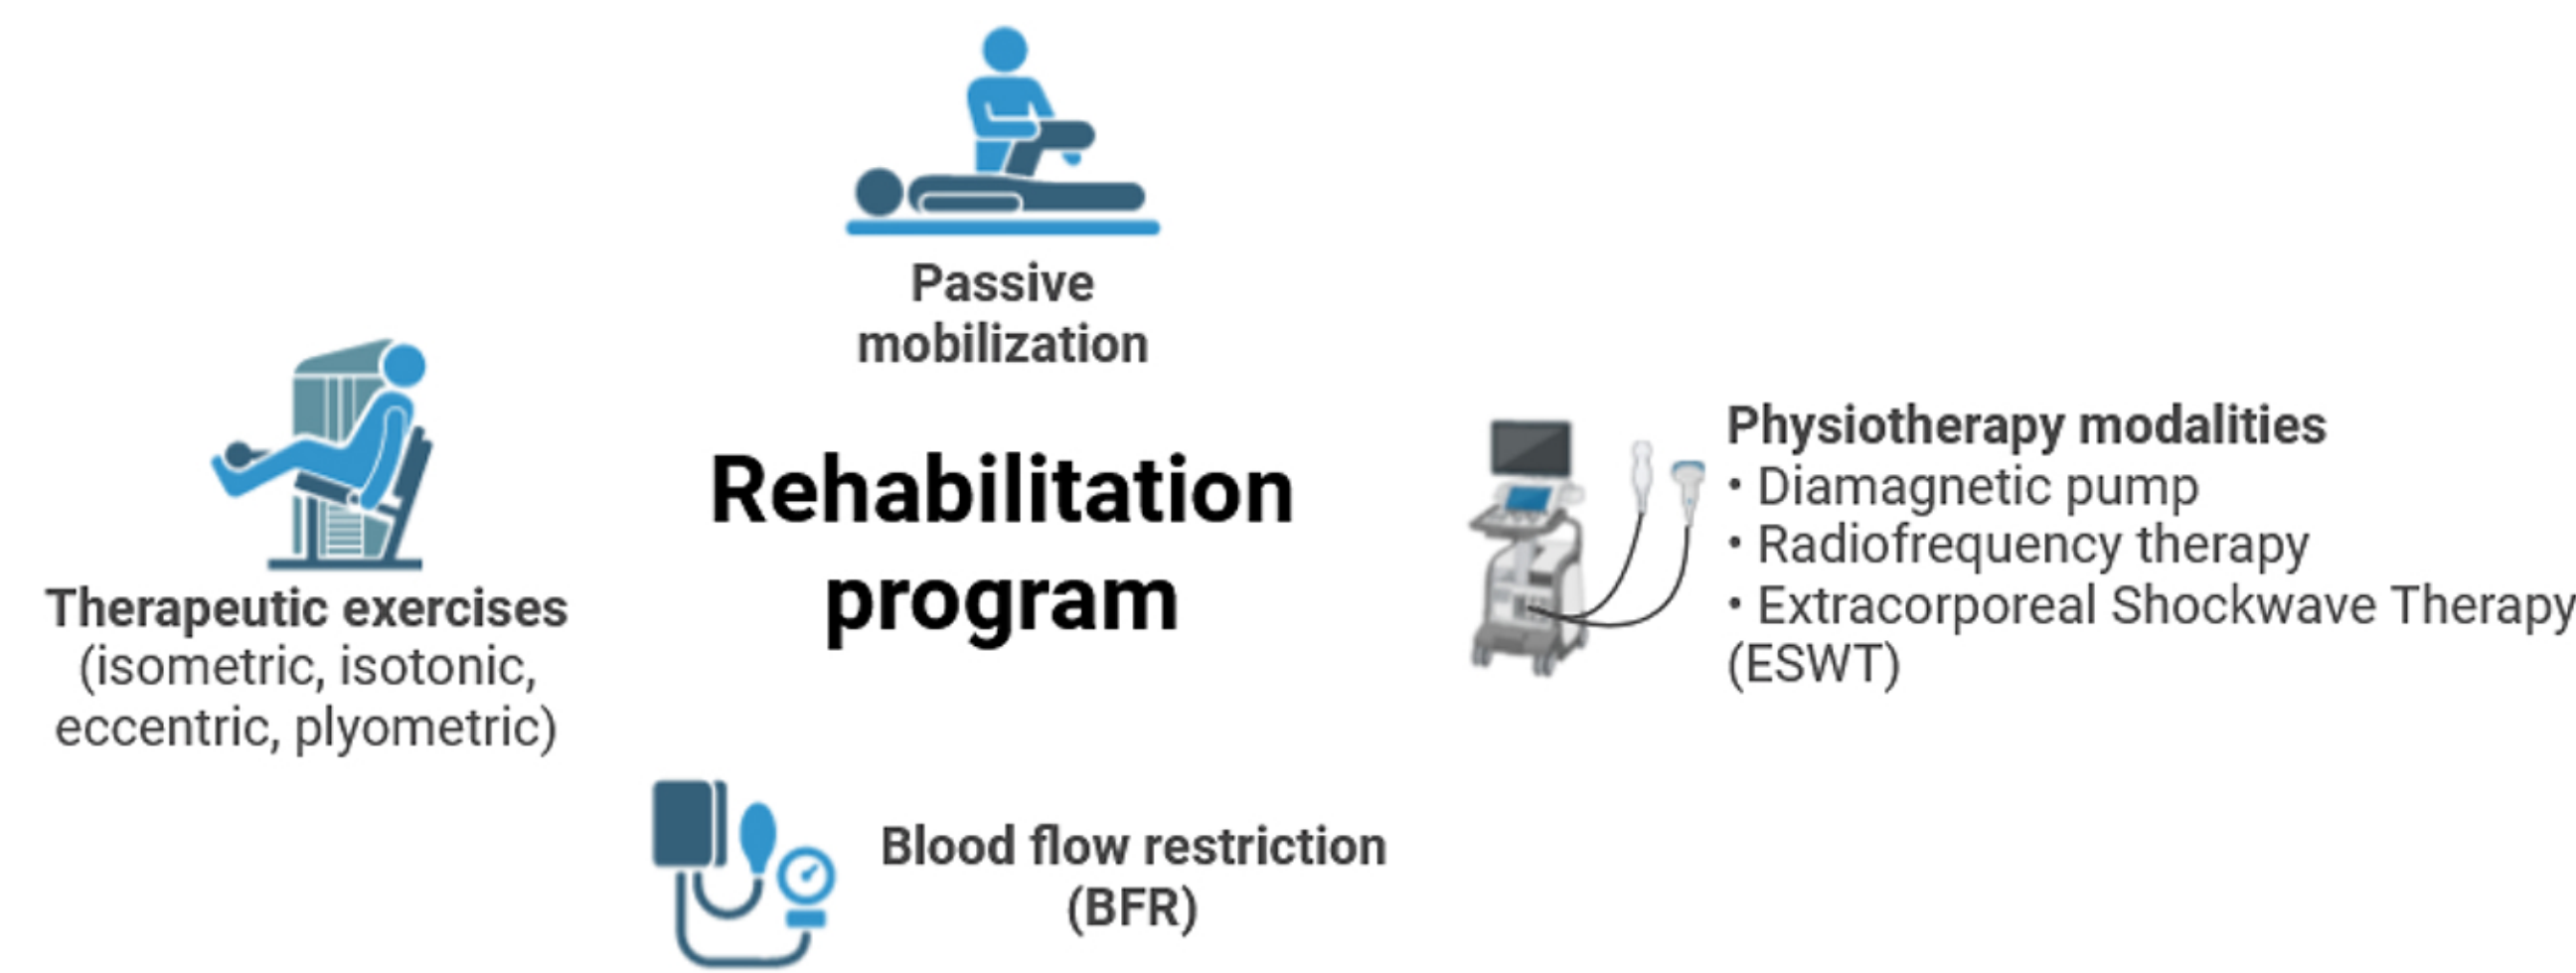 Passive
mobilization
Rehabilitation
program
Therapeutic exercises
(isometric, isotonic,
eccentric, plyometric)
Physiotherapy modalities
• Diamagnetic pump
• Radiofrequency therapy
• Extracorporeal Shockwave Therapy
(ESWT)
Blood flow restriction
(BFR)